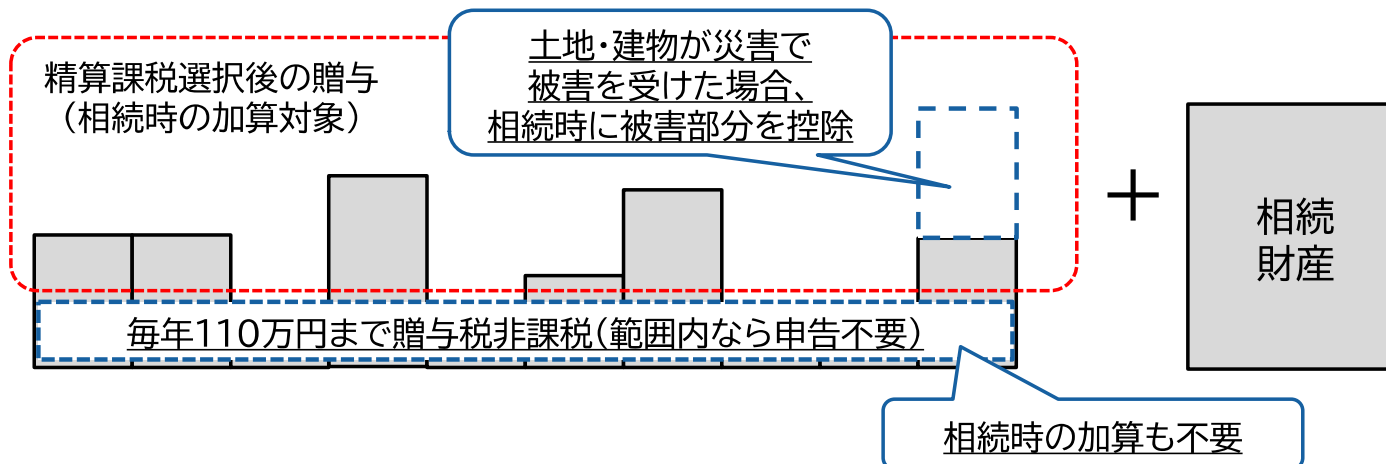 土地・建物が災害で
被害を受けた場合、
相続時に被害部分を控除
精算課税選択後の贈与
（相続時の加算対象）
＋
相続
財産
毎年110万円まで贈与税非課税（範囲内なら申告不要）
相続時の加算も不要